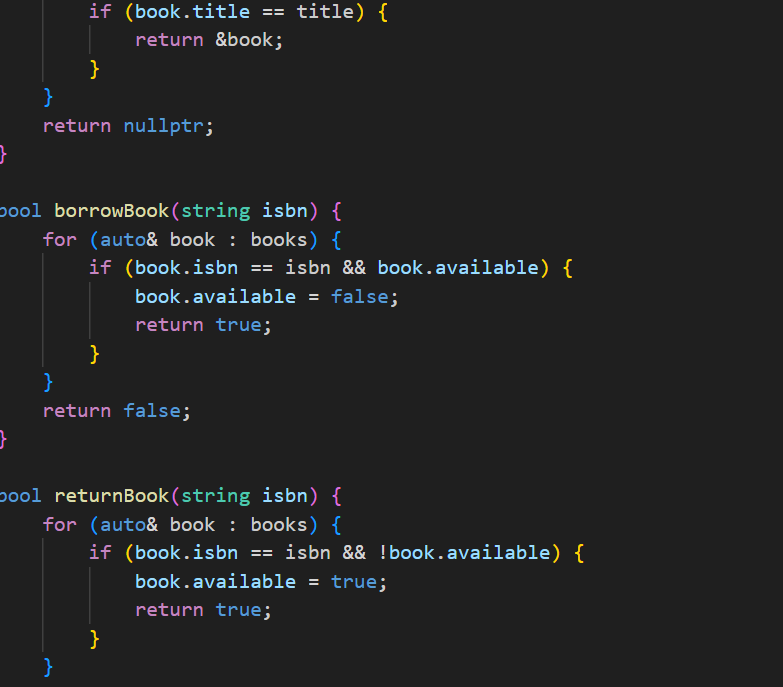 if (book.title == title) {
            return &book;
        }
    }
    return nullptr;
}

bool borrowBook(string isbn) {
    for (auto& book : books) {
        if (book.isbn == isbn && book.available) {
            book.available = false;
            return true;
        }
    }
    return false;
}

bool returnBook(string isbn) {
    for (auto& book : books) {
        if (book.isbn == isbn && !book.available) {
            book.available = true;
            return true;
        }
    }